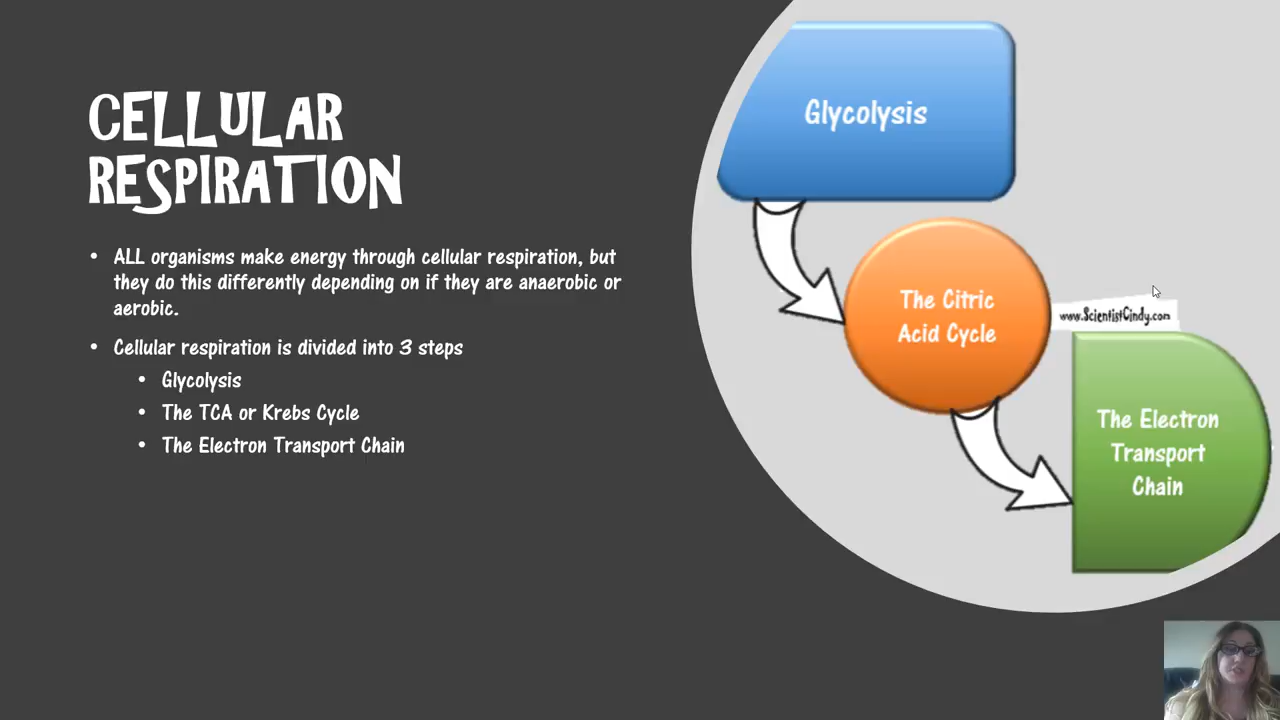 CELLULAR
RESPIRATION
• ALL organisms make energy through cellular respiration, but
they do this differently depending on if they are anaerobic or
aerobic.
• Cellular respiration is divided into 3 steps
• Glycolysis
• The TCA or Krebs Cycle
• The Electron Transport Chain
Glycolysis
The Citric
Acid Cycle
www.ScientistCindy.com
The Electron
Transport
Chain